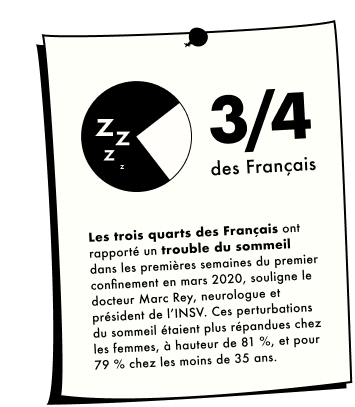 Z Z
Z
z
3/4
des Français
Les trois quarts des Français ont
rapporté un trouble du sommeil
dans les premières semaines du premier
confinement en mars 2020, souligne le
docteur Marc Rey, neurologue et
président de l'INSV. Ces perturbations
du sommeil étaient plus répandues chez
les femmes, à hauteur de 81 %, et pour
79 % chez les moins de 35 ans.